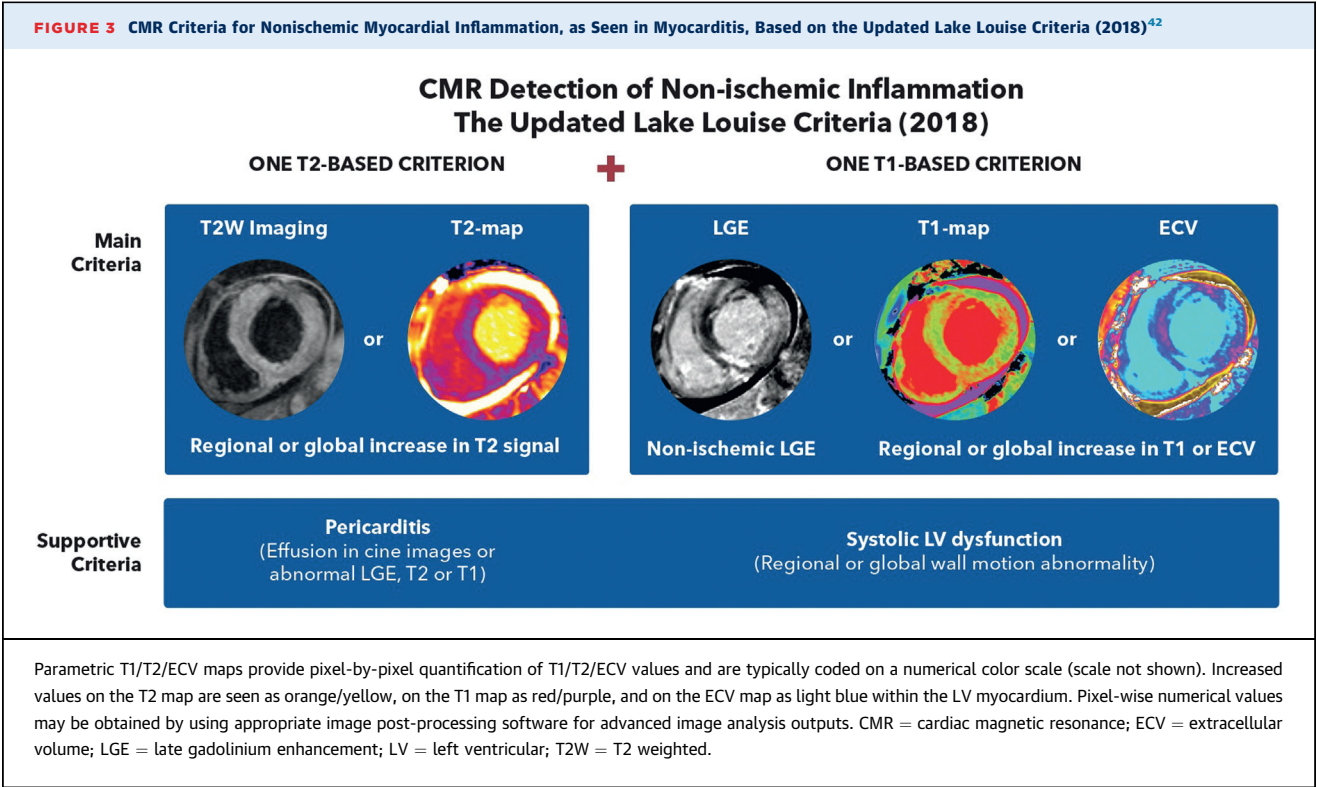 FIGURE 3 CMR Criteria for Nonischemic Myocardial Inflammation, as Seen in Myocarditis, Based on the Updated Lake Louise Criteria (2018)42
CMR Detection of Non-ischemic Inflammation
The Updated Lake Louise Criteria (2018)
ONE T2-BASED CRITERION + ONE T1-BASED CRITERION
Main
Criteria
T2W Imaging
T2-map
or
Regional or global increase in T2 signal
LGE
T1-map
ECV
or
or
Non-ischemic LGE
Regional or global increase in T1 or ECV
Supportive
Criteria
Pericarditis
(Effusion in cine images or
abnormal LGE, T2 or T1)
Systolic LV dysfunction
(Regional or global wall motion abnormality)
Parametric T1/T2/ECV maps provide pixel-by-pixel quantification of T1/T2/ECV values and are typically coded on a numerical color scale (scale not shown). Increased
values on the T2 map are seen as orange/yellow, on the T1 map as red/purple, and on the ECV map as light blue within the LV myocardium. Pixel-wise numerical values
may be obtained by using appropriate image post-processing software for advanced image analysis outputs. CMR = cardiac magnetic resonance; ECV = extracellular
volume; LGE = late gadolinium enhancement; LV = left ventricular; T2W = T2 weighted.